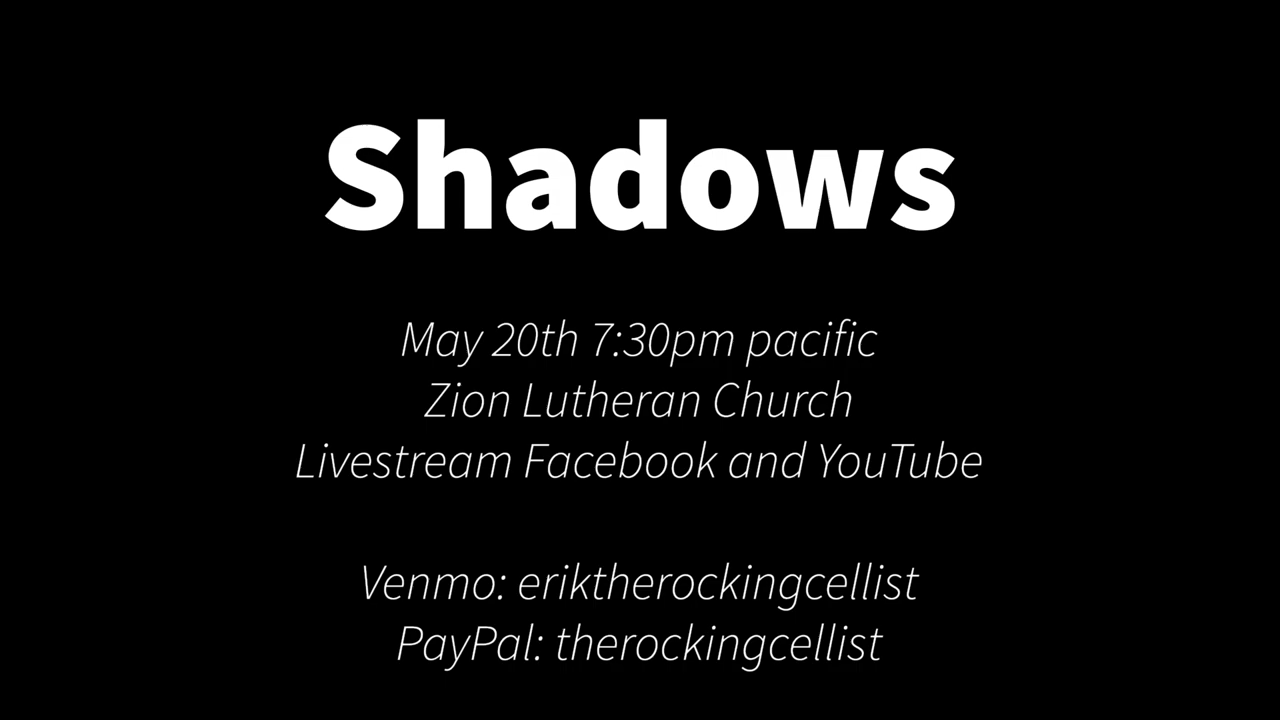 Shadows
May 20th 7:30pm pacific
Zion Lutheran Church
Livestream Facebook and YouTube
Venmo: eriktherockingcellist
PayPal: therockingcellist